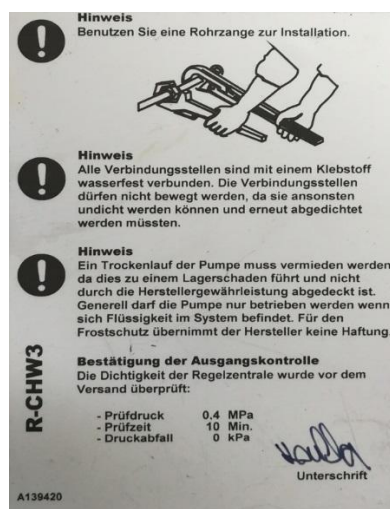 Hinweis
Benutzen Sie eine Rohrzange zur Installation.
Hinweis
Alle Verbindungsstellen sind mit einem Klebstoff
wasserfest verbunden. Die Verbindungsstellen
dürfen nicht bewegt werden, da sie ansonsten
undicht werden können und erneut abgedichtet
werden müssten.
Hinweis
Ein Trockenlauf der Pumpe muss vermieden werden
da dies zu einem Lagerschaden führt und nicht
durch die Herstellergewährleistung abgedeckt ist.
Generell darf die Pumpe nur betrieben werden wenn
sich Flüssigkeit im System befindet. Für den
Frostschutz übernimmt der Hersteller keine Haftung.
R-CHW3
Bestätigung der Ausgangskontrolle
Die Dichtigkeit der Regelzentrale wurde vor dem
Versand überprüft:
- Prüfdruck 0.4 MPa
- Prüfzeit 10 Min.
- Druckabfall 0 kPa
Unterschrift
A139420